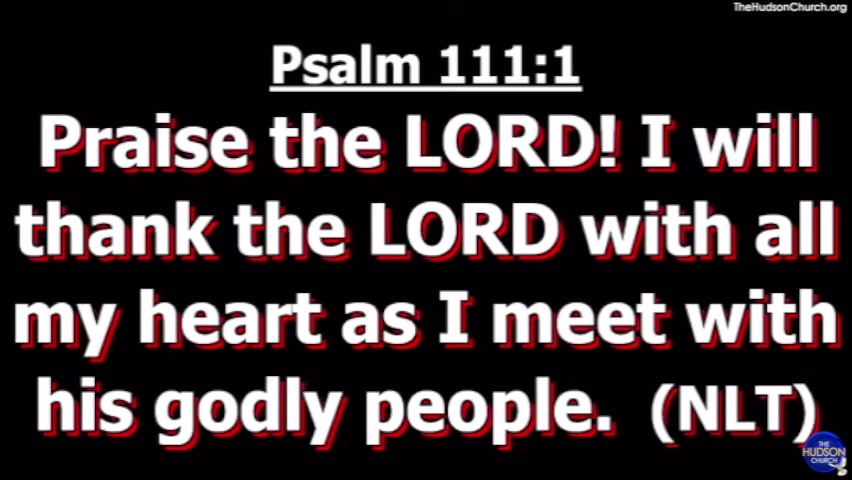 TheHudsonChurch.org
Psalm 111:1
Praise the LORD! I will
thank the LORD with all
my heart as I meet with
his godly people. (NLT)
THE
HUDSON
CHURCH